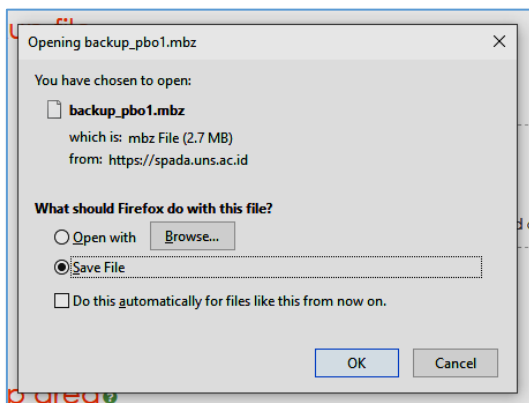 Opening backup_pbo1.mbz
You have chosen to open:
backup_pbo1.mbz
which is: mbz File (2.7 MB)
from: https://spada.uns.ac.id
What should Firefox do with this file?
Open with Browse...
Save File
Do this automatically for files like this from now on.
OK Cancel
area